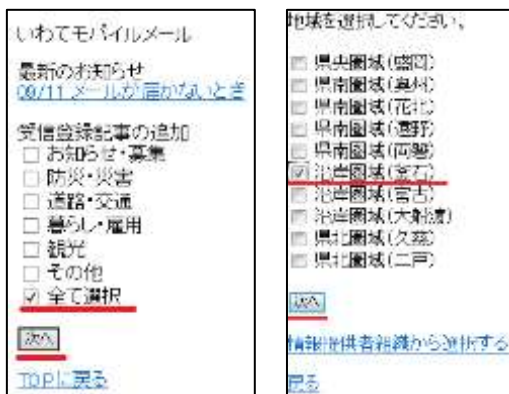 いわてモバイルメール
最新のお知らせ
09/11 メールが届かないとき
受信登録記事の追加
お知らせ・募集
防災・災害
道路・交通
暮らし・雇用
観光
その他
全て選択
次へ
TOPに戻る
地域を選択してください。
県央圏域(盛岡)
県南圏域(奥州)
県南圏域(花北)
県南圏域(遠野)
県南圏域(両磐)
沿岸圏域(釜石)
沿岸圏域(宮古)
沿岸圏域(大船渡)
県北圏域(久慈)
県北圏域(二戸)
次へ
情報提供者組織から選択する
戻る